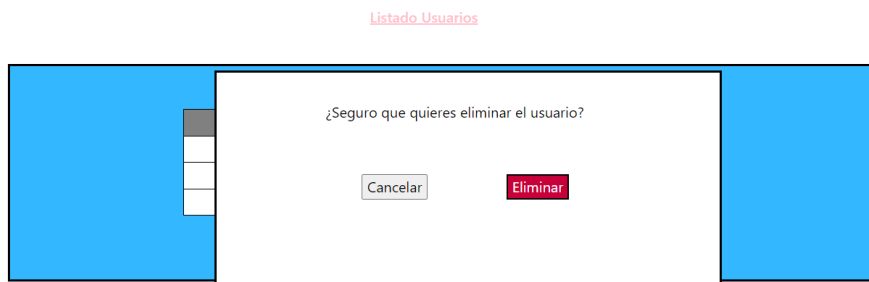 Listado Usuarios
¿Seguro que quieres eliminar el usuario?
Cancelar
Eliminar